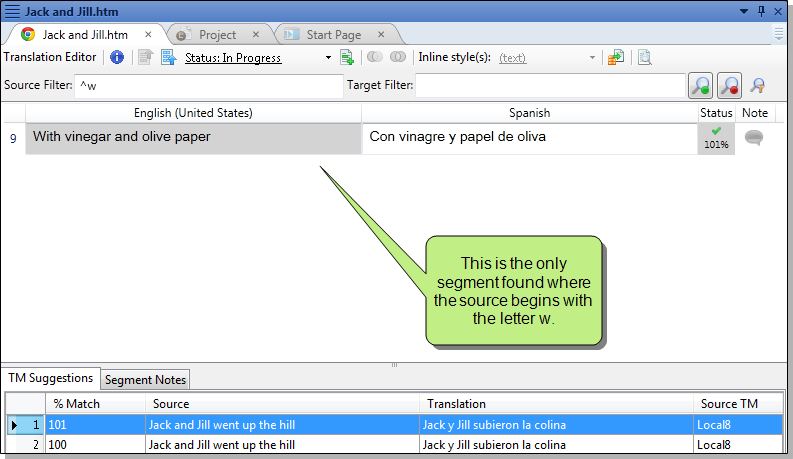 Jack and Jill.htm
Jack and Jill.htm Project Start Page
Translation Editor Status: In Progress Inline style(s): (text)
Source Filter: ^w Target Filter:
English (United States) Spanish Status Note
9 With vinegar and olive paper Con vinagre y papel de oliva 101%
This is the only
segment found where
the source begins with
the letter w.
TM Suggestions Segment Notes
% Match Source Translation Source TM
1 101 Jack and Jill went up the hill Jack y Jill subieron la colina Local8
2 100 Jack and Jill went up the hill Jack y Jill subieron la colina Local8